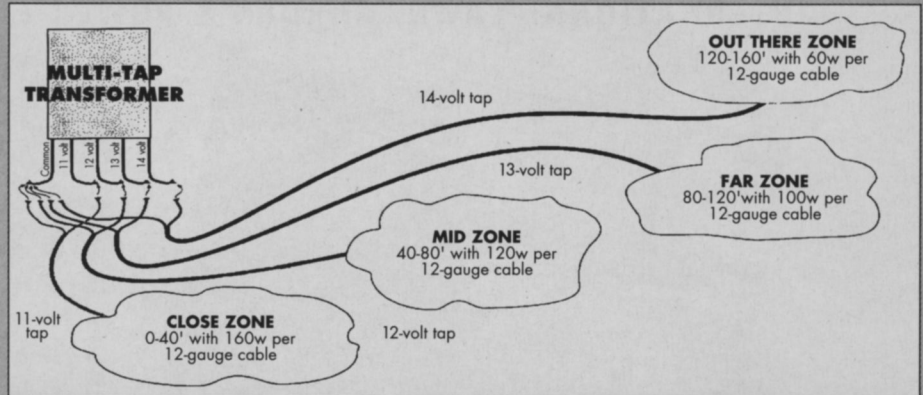 MULTI-TAP
TRANSFORMER
Common
11 volt
12 volt
13 volt
14 volt
14-volt tap
OUT THERE ZONE
120-160' with 60w per
12-gauge cable
13-volt tap
FAR ZONE
80-120'with 100w per
12-gauge cable
MID ZONE
40-80' with 120w per
12-gauge cable
11-volt
tap
CLOSE ZONE
0-40' with 160w per
12-gauge cable
12-volt tap